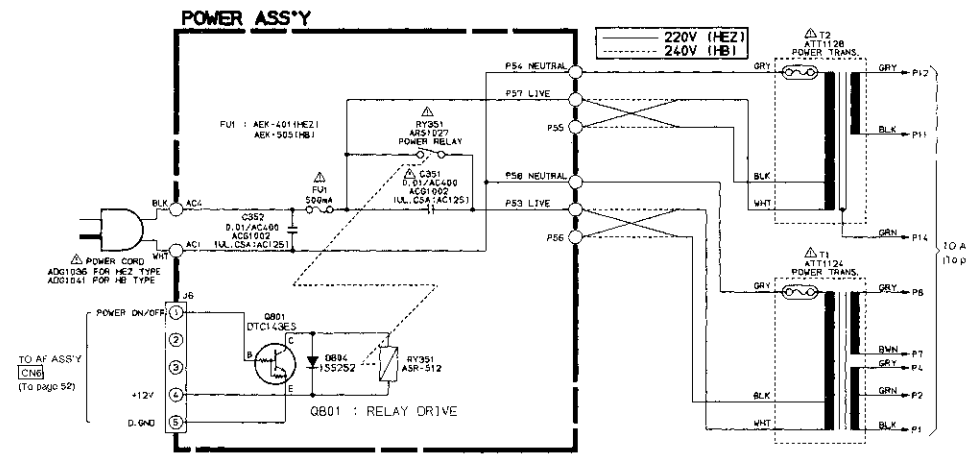 POWER ASS'Y
220V (HEZ)
240V (HB)
FU1 : AEK-401(HEZ)
AEK-505(HB)
P54 NEUTRAL
P57 LIVE
P55
P58 NEUTRAL
P53 LIVE
P56
RY351
ARS1027
POWER RELAY
C351
0.01/AC400
ACG1002
(UL,CSA:AC125)
FU1
500mA
C352
0.01/AC400
ACG1002
(UL,CSA:AC125)
BLK
AC4
WHT
AC1
POWER CORD
ADG1036 FOR HEZ TYPE
ADG1041 FOR HB TYPE
J6
POWER ON/OFF
1
2
3
4
5
+12V
D.GND
TO AF ASS'Y
CN6
(To page 52)
Q801
DTC143ES
B
C
E
D804
1SS252
RY351
ASR-512
Q801 : RELAY DRIVE
T2
ATT1128
POWER TRANS.
GRY
BLK
WHT
GRY
P12
BLK
P11
GRN
P14
TO A
(To p
T1
ATT1124
POWER TRANS.
GRY
BLK
WHT
GRY
BWN
P7
P4
GRN
P2
BLK
P1